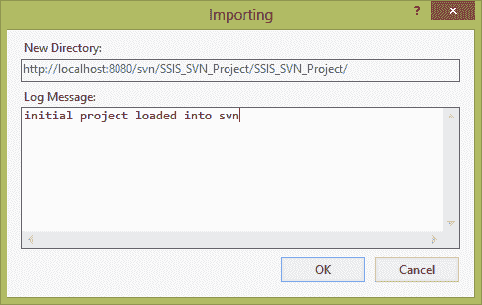 Importing
?
x
New Directory:
http://localhost:8080/svn/SSIS_SVN_Project/SSIS_SVN_Project/
Log Message:
initial project loaded into svn
OK
Cancel